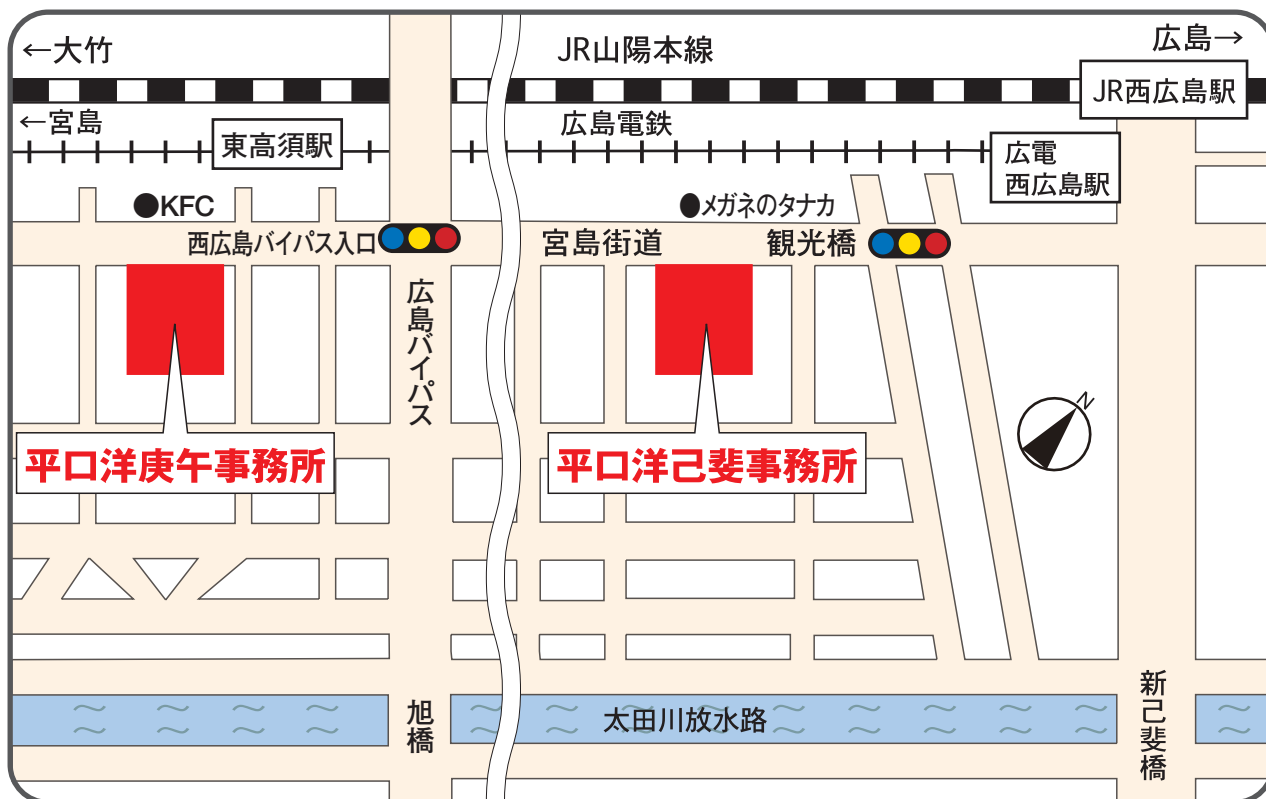 ←大竹
JR山陽本線
広島→
JR西広島駅
←宮島
東高須駅
広島電鉄
広電
西広島駅
●KFC
●メガネのタナカ
西広島バイパス入口
宮島街道
観光橋
広島バイパス
N
平口洋庚午事務所
平口洋己斐事務所
旭橋
太田川放水路
新己斐橋